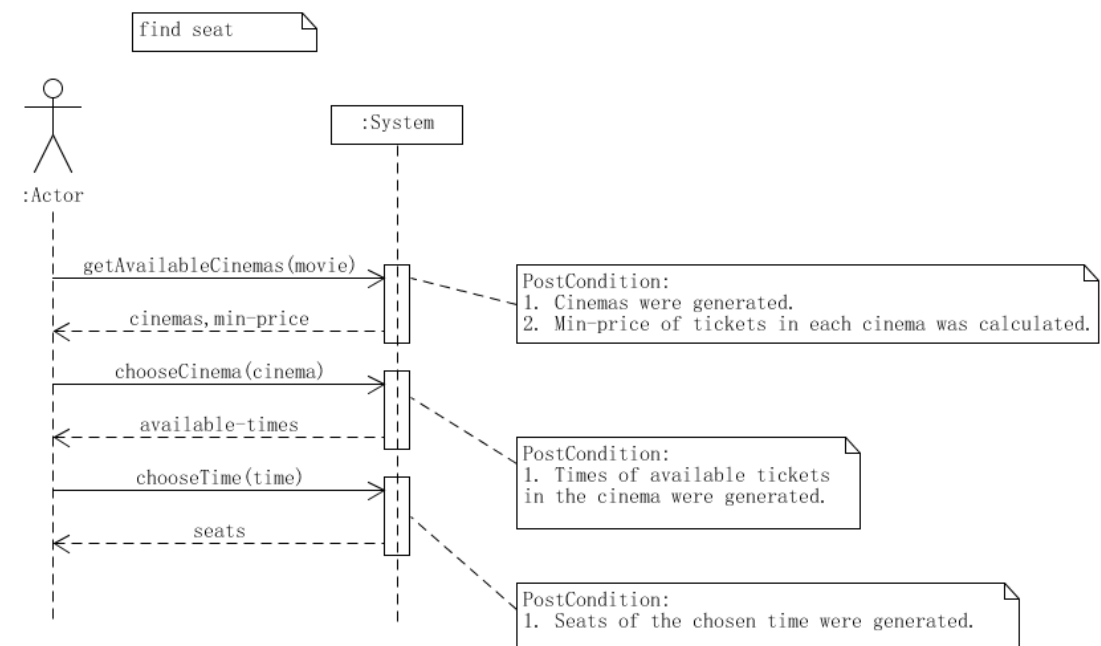 find seat
:System
:Actor
getAvailableCinemas(movie)
PostCondition:
1. Cinemas were generated.
2. Min-price of tickets in each cinema was calculated.
cinemas,min-price
chooseCinema(cinema)
available-times
PostCondition:
1. Times of available tickets
in the cinema were generated.
chooseTime(time)
seats
PostCondition:
1. Seats of the chosen time were generated.